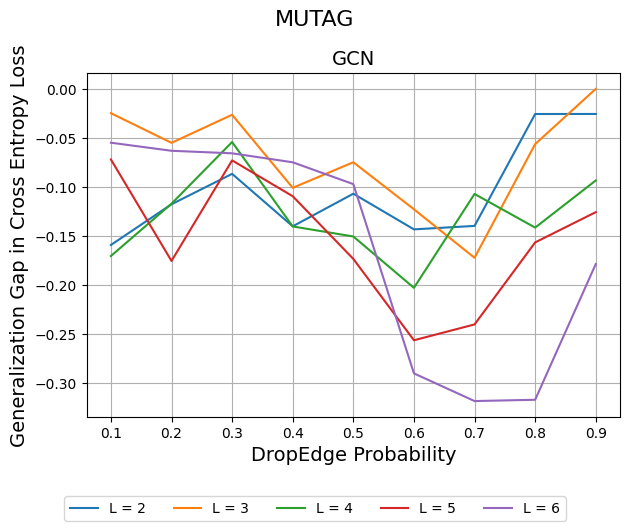 MUTAG
GCN
Generalization Gap in Cross Entropy Loss
0.00
−0.05
−0.10
−0.15
−0.20
−0.25
−0.30
0.1 0.2 0.3 0.4 0.5 0.6 0.7 0.8 0.9
DropEdge Probability
L = 2 L = 3 L = 4 L = 5 L = 6